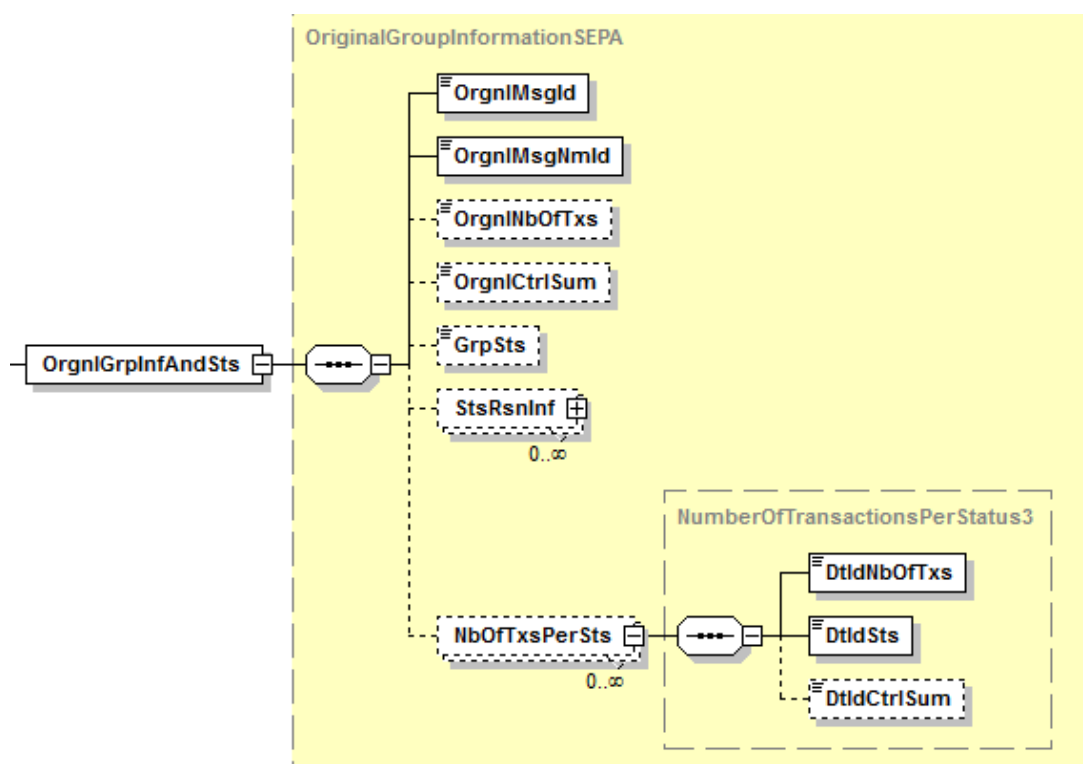 OriginalGroupInformationSEPA
OrgnlMsgId
OrgnlMsgNmId
OrgnlNbOfTxs
OrgnlCtrlSum
GrpSts
OrgnlGrpInfAndSts
StsRsnInf
0..∞
NumberOfTransactionsPerStatus3
DtldNbOfTxs
NbOfTxsPerSts
DtldSts
0..∞
DtldCtrlSum